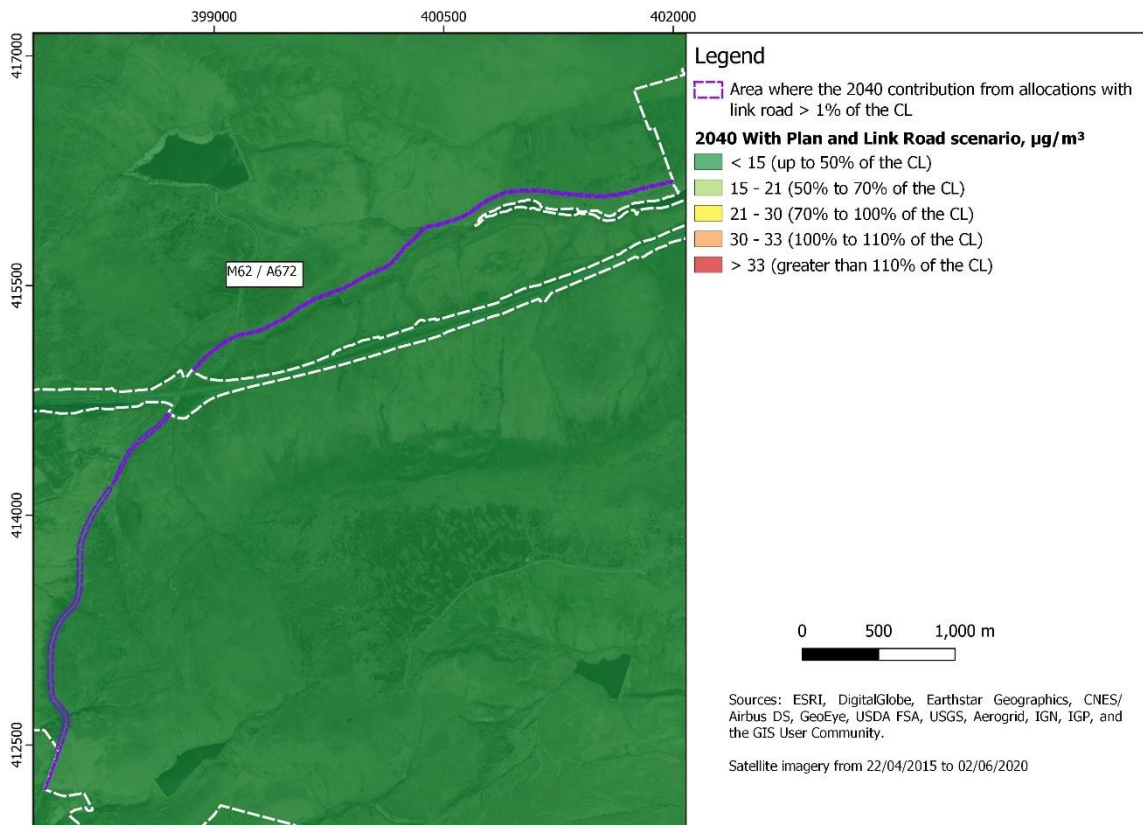 399000
400500
402000
417000
415500
414000
412500
M62 / A672
Legend
Area where the 2040 contribution from allocations with
link road > 1% of the CL
2040 With Plan and Link Road scenario, µg/m³
< 15 (up to 50% of the CL)
15 - 21 (50% to 70% of the CL)
21 - 30 (70% to 100% of the CL)
30 - 33 (100% to 110% of the CL)
> 33 (greater than 110% of the CL)
0 500 1,000 m
Sources: ESRI, DigitalGlobe, Earthstar Geographics, CNES/
Airbus DS, GeoEye, USDA FSA, USGS, Aerogrid, IGN, IGP, and
the GIS User Community.
Satellite imagery from 22/04/2015 to 02/06/2020